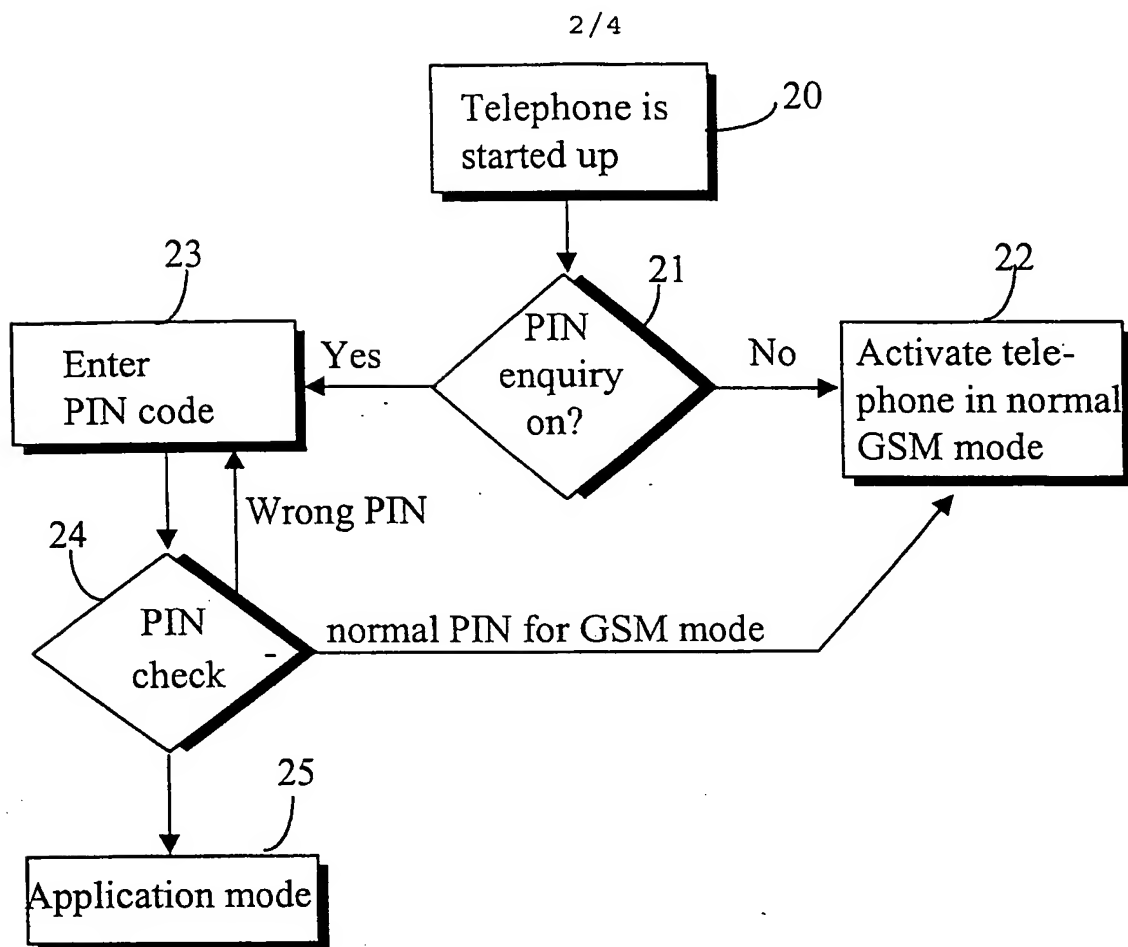 2/4
Telephone is
started up
20
21
PIN
enquiry
on?
22
No
Activate tele-
phone in normal
GSM mode
23
Yes
Enter
PIN code
Wrong PIN
24
PIN
check
normal PIN for GSM mode
25
Application mode